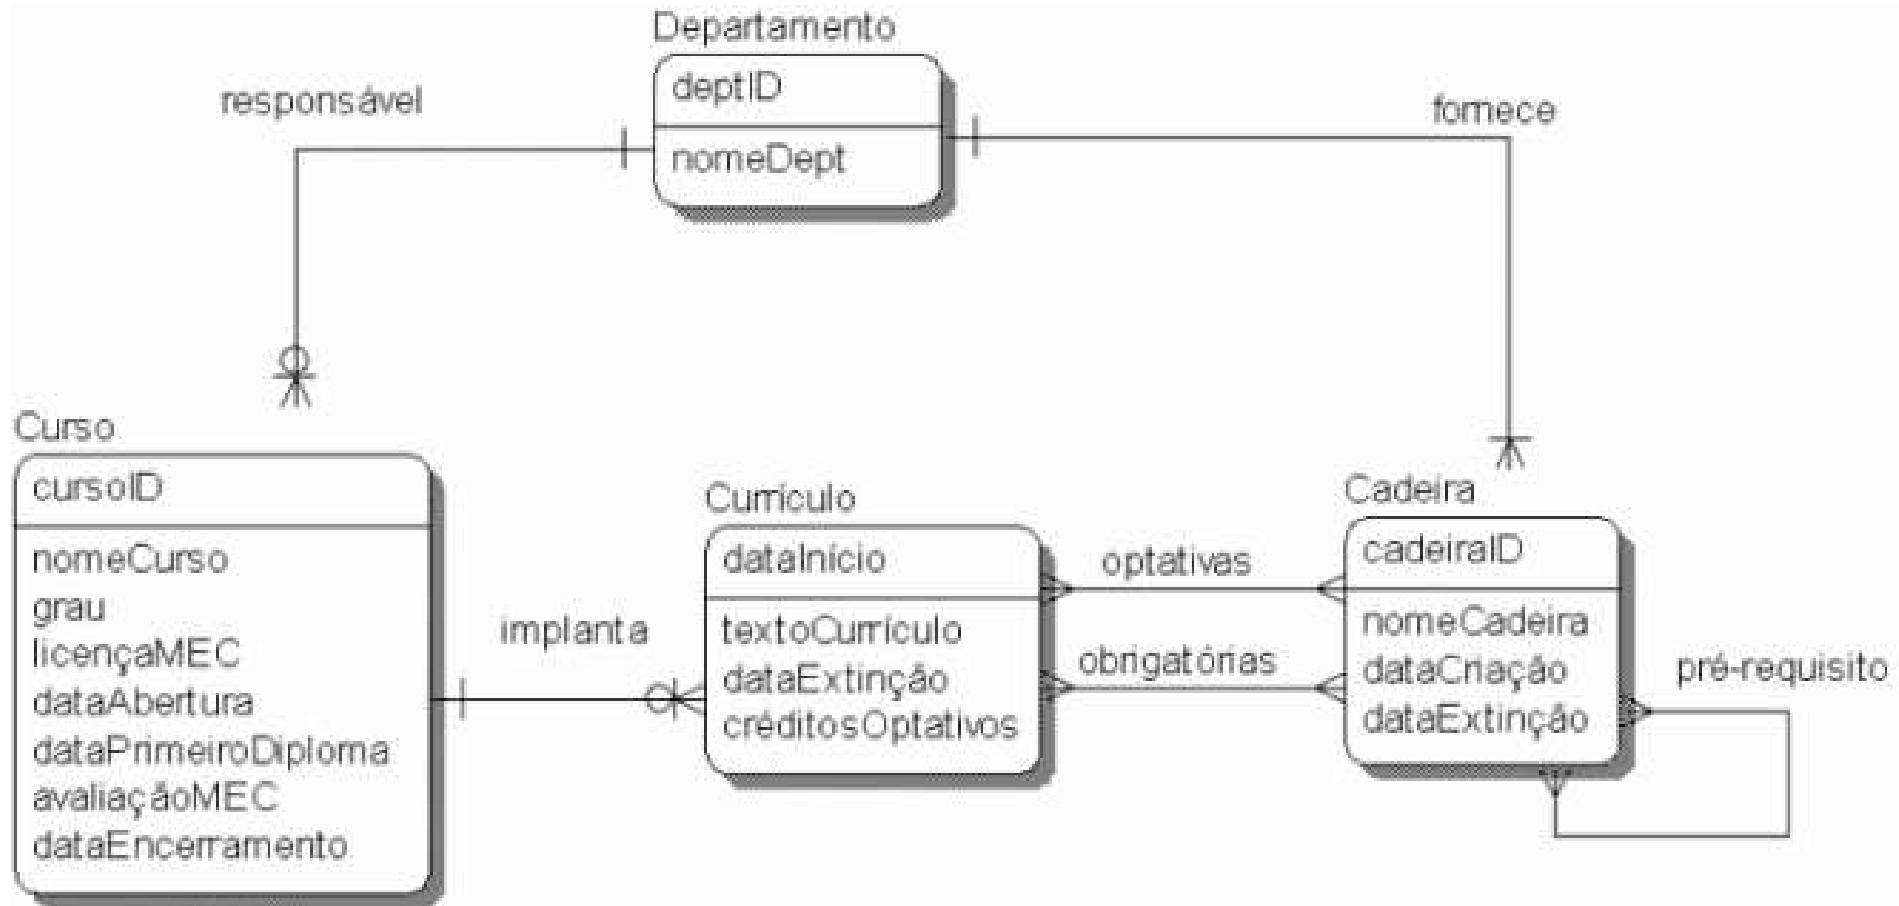 Departamento
deptID
nomeDept
responsável
fornece
Curso
cursoID
nomeCurso
grau
licençaMEC
dataAbertura
dataPrimeiroDiploma
avaliaçãoMEC
dataEncerramento
implanta
Currículo
dataInício
textoCurrículo
dataExtinção
créditosOptativos
optativas
obrigatórias
Cadeira
cadeiraID
nomeCadeira
dataCriação
dataExtinção
pré-requisito